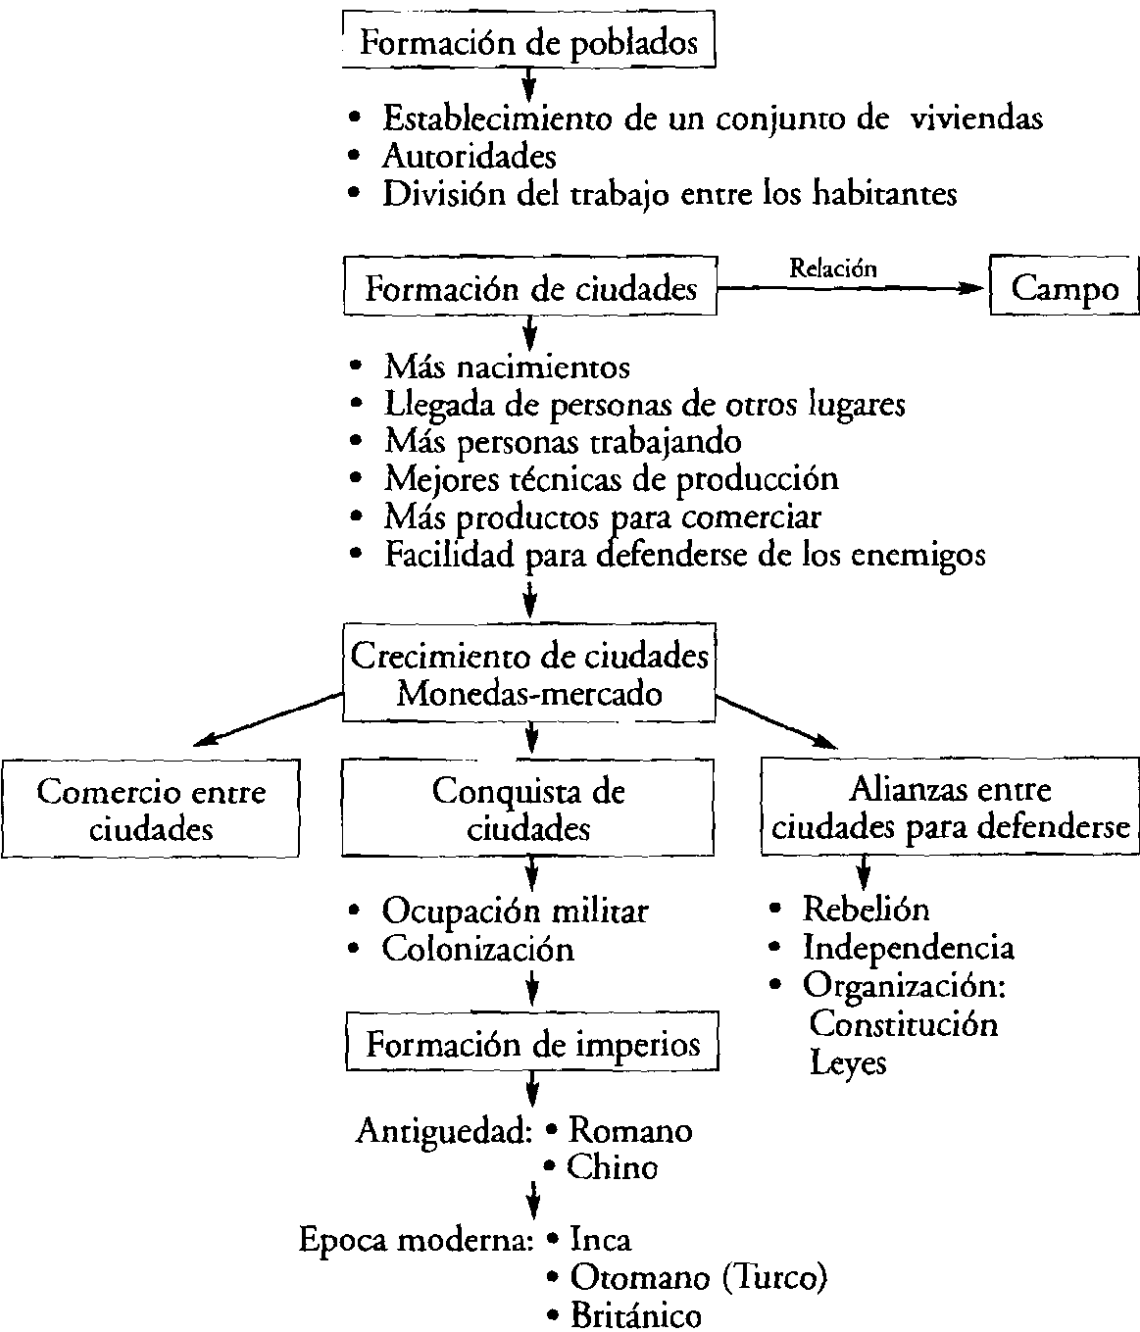 Formación de poblados
• Establecimiento de un conjunto de viviendas
• Autoridades
• División del trabajo entre los habitantes
Formación de ciudades
Relación
Campo
• Más nacimientos
• Llegada de personas de otros lugares
• Más personas trabajando
• Mejores técnicas de producción
• Más productos para comerciar
• Facilidad para defenderse de los enemigos
Crecimiento de ciudades
Monedas-mercado
Comercio entre
ciudades
Conquista de
ciudades
Alianzas entre
ciudades para defenderse
• Ocupación militar
• Colonización
• Rebelión
• Independencia
• Organización:
Constitución
Leyes
Formación de imperios
Antiguedad: • Romano
• Chino
Epoca moderna: • Inca
• Otomano (Turco)
• Británico